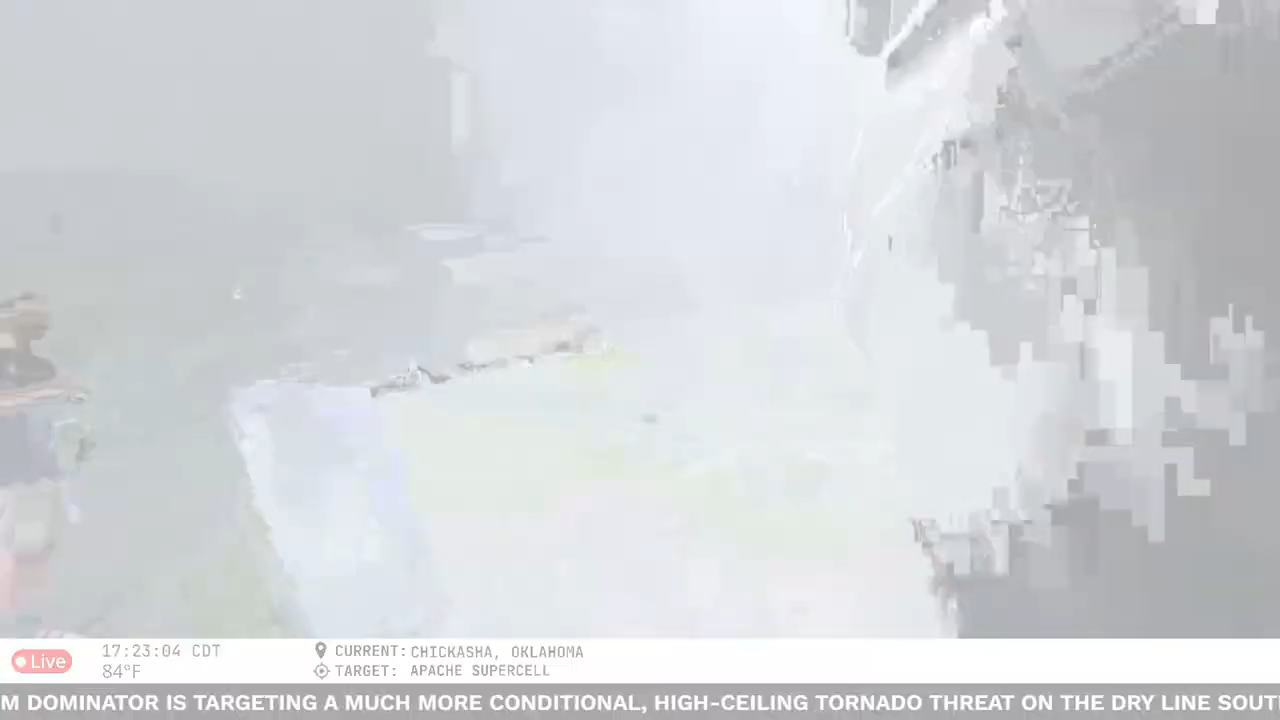 Live
17:23:04 CDT
84°F
CURRENT: CHICKASHA, OKLAHOMA
TARGET: APACHE SUPERCELL
M DOMINATOR IS TARGETING A MUCH MORE CONDITIONAL, HIGH-CEILING TORNADO THREAT ON THE DRY LINE SOUT